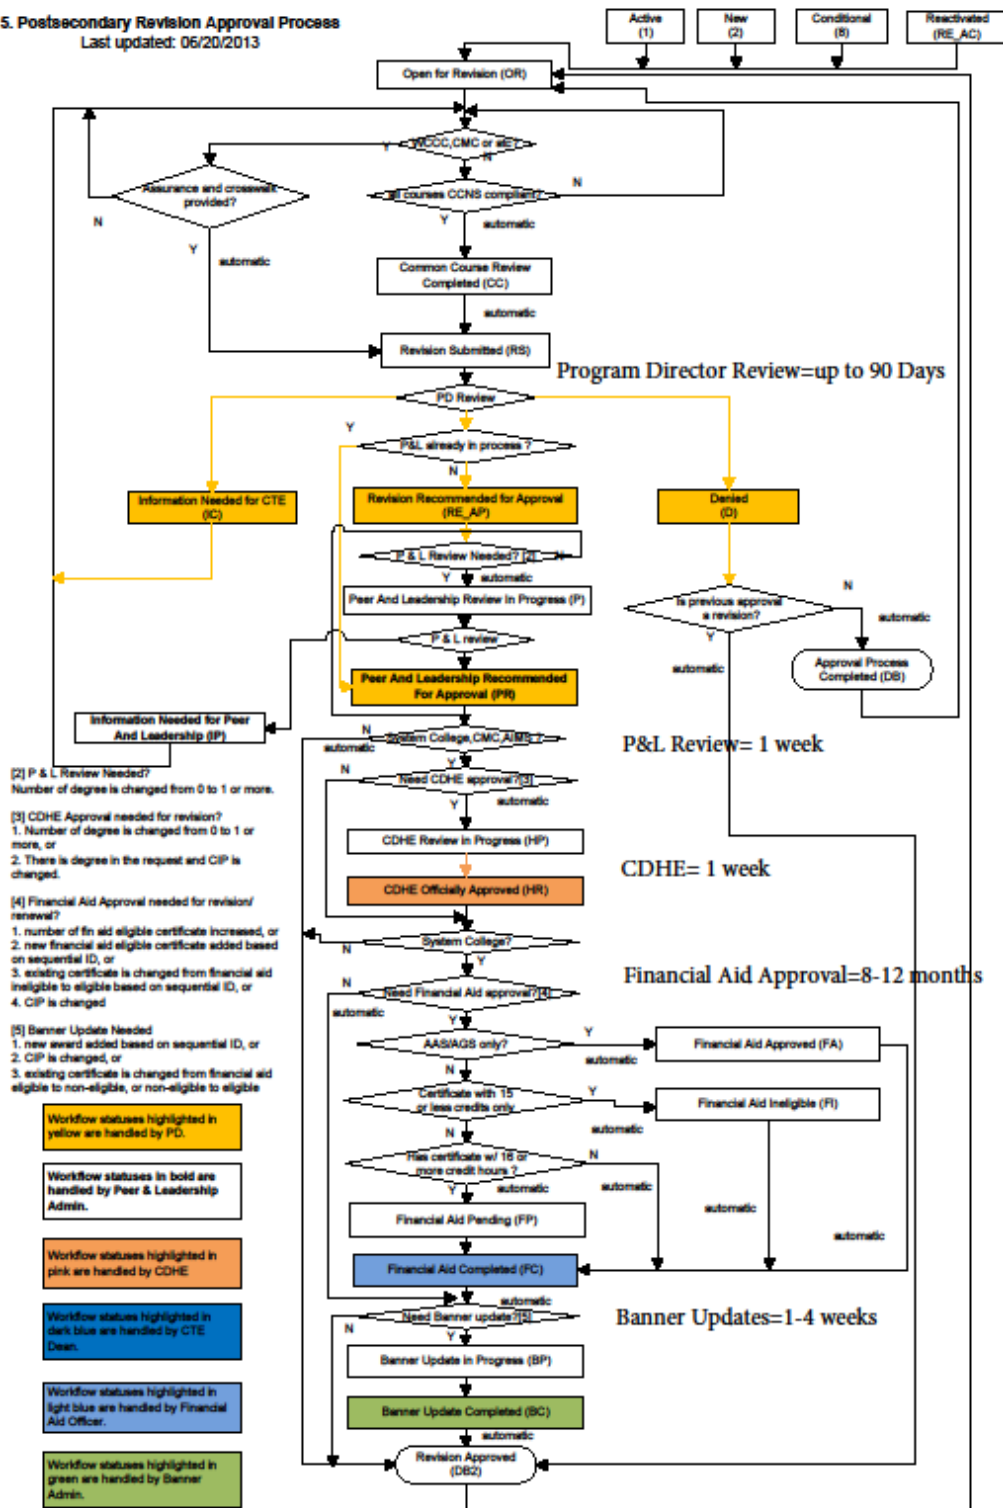 5. Postsecondary Revision Approval Process
Last updated: 06/20/2013
Active
(1)
New
(2)
Conditional
(8)
Reactivated
(RE_AC)
Open for Revision (OR)
WCCC,CMC or atE?
Y
N
Assurance and crosswalk
provided?
N
Y
automatic
all courses CCNS compliant?
N
Y
automatic
Common Course Review
Completed (CC)
automatic
Revision Submitted (RS)
Program Director Review=up to 90 Days
PD Review
Y
P&L already in process ?
N
Information Needed for CTE
(IC)
Revision Recommended for Approval
(RE_AP)
Denied
(D)
P & L Review Needed? [2]
N
Y
automatic
Peer And Leadership Review In Progress (P)
Is previous approval
a revision?
N
automatic
Y
automatic
P & L review
Approval Process
Completed (DB)
Peer And Leadership Recommended
For Approval (PR)
Information Needed for Peer
And Leadership (IP)
N
automatic
System College,CMC,AIMS ?
Y
P&L Review= 1 week
[2] P & L Review Needed?
Number of degree is changed from 0 to 1 or more.
N
Need CDHE approval?[3]
Y
automatic
[3] CDHE Approval needed for revision?
1. Number of degree is changed from 0 to 1 or
more, or
2. There is degree in the request and CIP is
changed.
CDHE Review in Progress (HP)
CDHE= 1 week
CDHE Officially Approved (HR)
[4] Financial Aid Approval needed for revision/
renewal?
1. number of fin aid eligible certificate increased, or
2. new financial aid eligible certificate added based
on sequential ID, or
3. existing certificate is changed from financial aid
ineligible to eligible based on sequential ID, or
4. CIP is changed
System College?
N
Y
Financial Aid Approval=8-12 months
Need Financial Aid approval?[4]
N
automatic
Y
[5] Banner Update Needed
1. new award added based on sequential ID, or
2. CIP is changed, or
3. existing certificate is changed from financial aid
eligible to non-eligible, or non-eligible to eligible
AAS/AGS only?
Y
automatic
N
Financial Aid Approved (FA)
Certificate with 15
or less credits only
Y
automatic
N
Financial Aid Ineligible (FI)
Has certificate w/ 16 or
more credit hours ?
N
automatic
Y
automatic
automatic
automatic
Financial Aid Pending (FP)
Financial Aid Completed (FC)
automatic
Need Banner update?[5]
N
Y
Banner Updates=1-4 weeks
Banner Update in Progress (BP)
Banner Update Completed (BC)
automatic
Revision Approved
(DB2)
Workflow statuses highlighted in
yellow are handled by PD.
Workflow statuses in bold are
handled by Peer & Leadership
Admin.
Workflow statuses highlighted in
pink are handled by CDHE
Workflow statues highlighted in
dark blue are handled by CTE
Dean.
Workflow statuses highlighted in
light blue are handled by Financial
Aid Officer.
Workflow statuses highlighted in
green are handled by Banner
Admin.